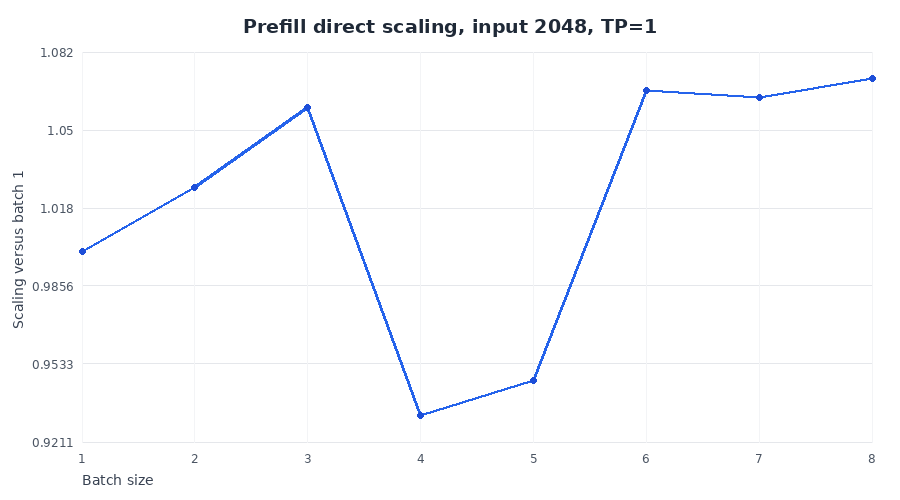 Prefill direct scaling, input 2048, TP=1
Scaling versus batch 1
1.082
1.05
1.018
0.9856
0.9533
0.9211
1 2 3 4 5 6 7 8
Batch size